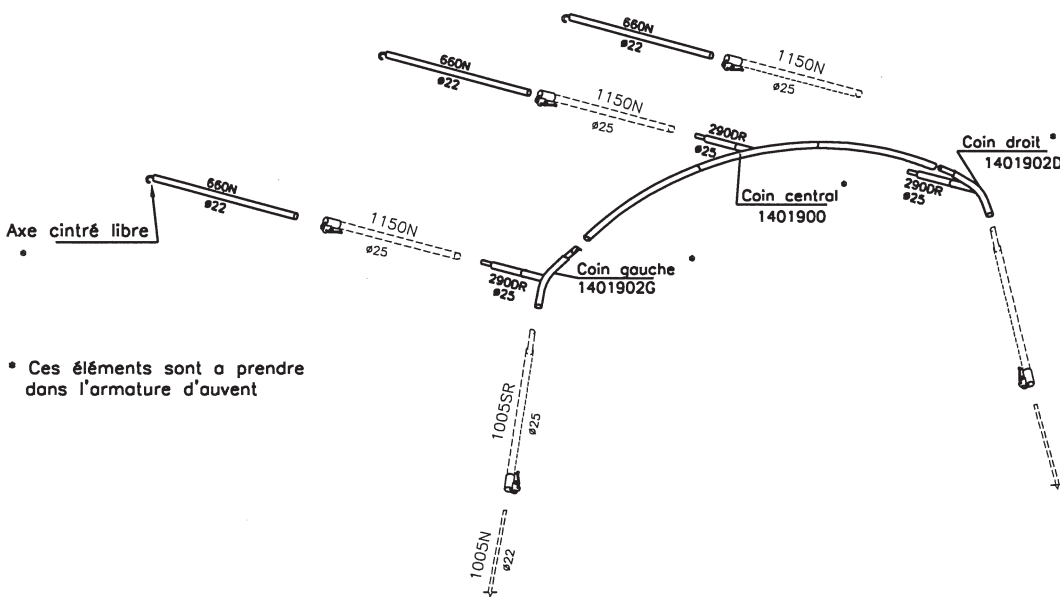 660N
ø22
660N
ø22
1150N
ø25
1150N
ø25
290DR
ø25
Coin droit *
1401902D
290DR
ø25
Coin central *
1401900
660N
ø22
Axe cintré libre
*
1150N
ø25
290DR
ø25
Coin gauche *
1401902G
* Ces éléments sont a prendre
dans l'armature d'auvent
1005SR
ø25
1005N
ø22